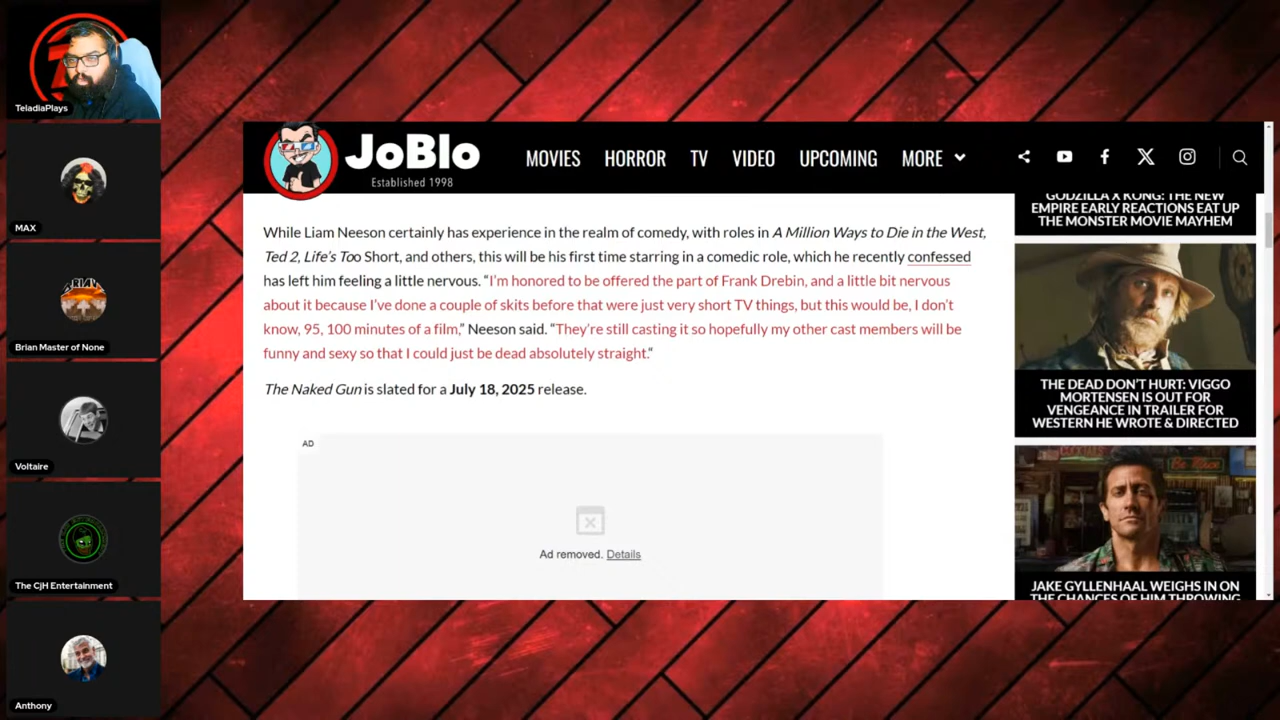 TeladiaPlays
MAX
BRIAN
Brian Master of None
Voltaire
The CjH Entertainment
Anthony
JoBlo
Established 1998
MOVIES HORROR TV VIDEO UPCOMING MORE
While Liam Neeson certainly has experience in the realm of comedy, with roles in A Million Ways to Die in the West,
Ted 2, Life's Too Short, and others, this will be his first time starring in a comedic role, which he recently confessed
has left him feeling a little nervous. “I'm honored to be offered the part of Frank Drebin, and a little bit nervous
about it because I've done a couple of skits before that were just very short TV things, but this would be, I don't
know, 95, 100 minutes of a film,” Neeson said. “They're still casting it so hopefully my other cast members will be
funny and sexy so that I could just be dead absolutely straight.“
The Naked Gun is slated for a July 18, 2025 release.
AD
Ad removed. Details
GODZILLA X KONG: THE NEW
EMPIRE EARLY REACTIONS EAT UP
THE MONSTER MOVIE MAYHEM
THE DEAD DON'T HURT: VIGGO
MORTENSEN IS OUT FOR
VENGEANCE IN TRAILER FOR
WESTERN HE WROTE & DIRECTED
JAKE GYLLENHAAL WEIGHS IN ON
THE CHANCES OF HIM THROWING